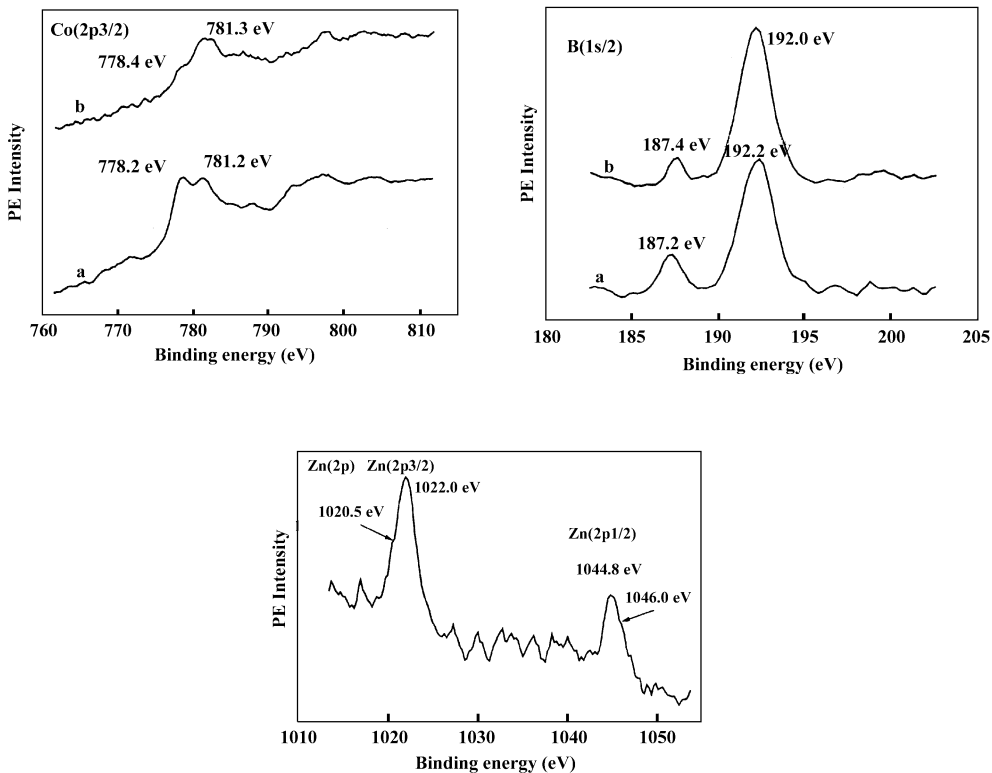 Co(2p3/2)
781.3 eV
778.4 eV
b
778.2 eV
781.2 eV
a
PE Intensity
760 770 780 790 800 810
Binding energy (eV)
B(1s/2)
192.0 eV
187.4 eV
192.2 eV
b
187.2 eV
a
PE Intensity
180 185 190 195 200 205
Binding energy (eV)
Zn(2p) Zn(2p3/2)
1022.0 eV
1020.5 eV
Zn(2p1/2)
1044.8 eV
1046.0 eV
PE Intensity
1010 1020 1030 1040 1050
Binding energy (eV)